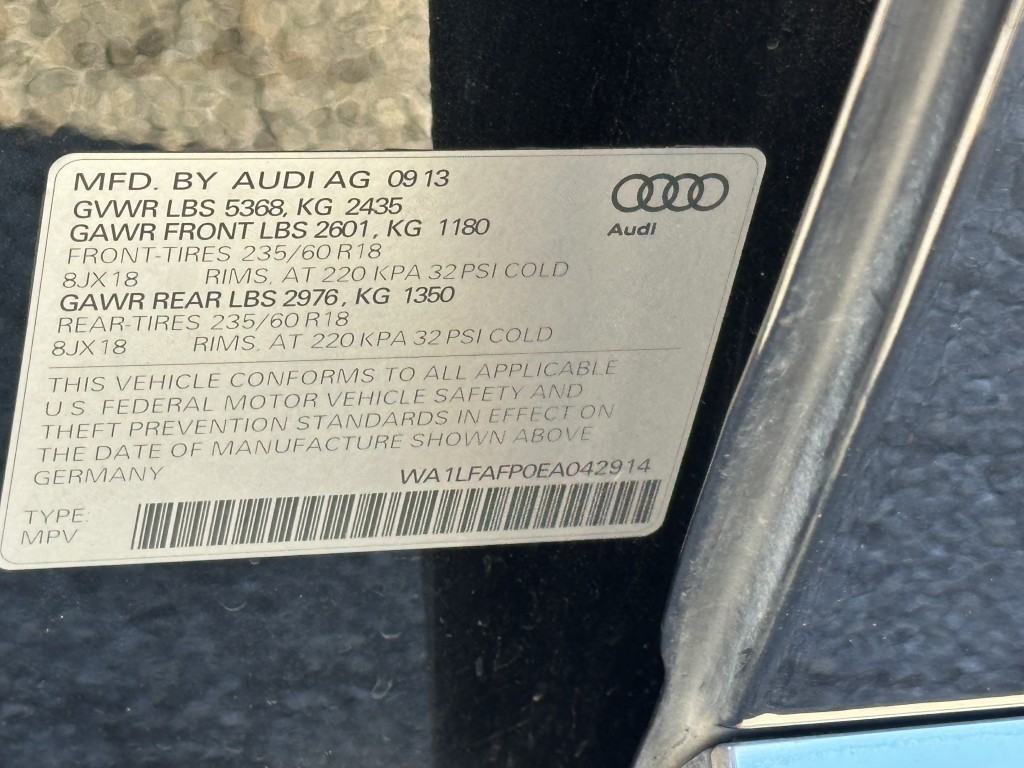 MFD. BY AUDI AG 09 13
GVWR LBS 5368, KG 2435
GAWR FRONT LBS 2601, KG 1180
FRONT-TIRES 235/60 R18
8JX18 RIMS, AT 220 KPA 32 PSI COLD
GAWR REAR LBS 2976, KG 1350
REAR-TIRES 235/60 R18
8JX18 RIMS, AT 220 KPA 32 PSI COLD
Audi
THIS VEHICLE CONFORMS TO ALL APPLICABLE
U.S. FEDERAL MOTOR VEHICLE SAFETY AND
THEFT PREVENTION STANDARDS IN EFFECT ON
THE DATE OF MANUFACTURE SHOWN ABOVE
GERMANY WA1LFAFP0EA042914
TYPE:
MPV